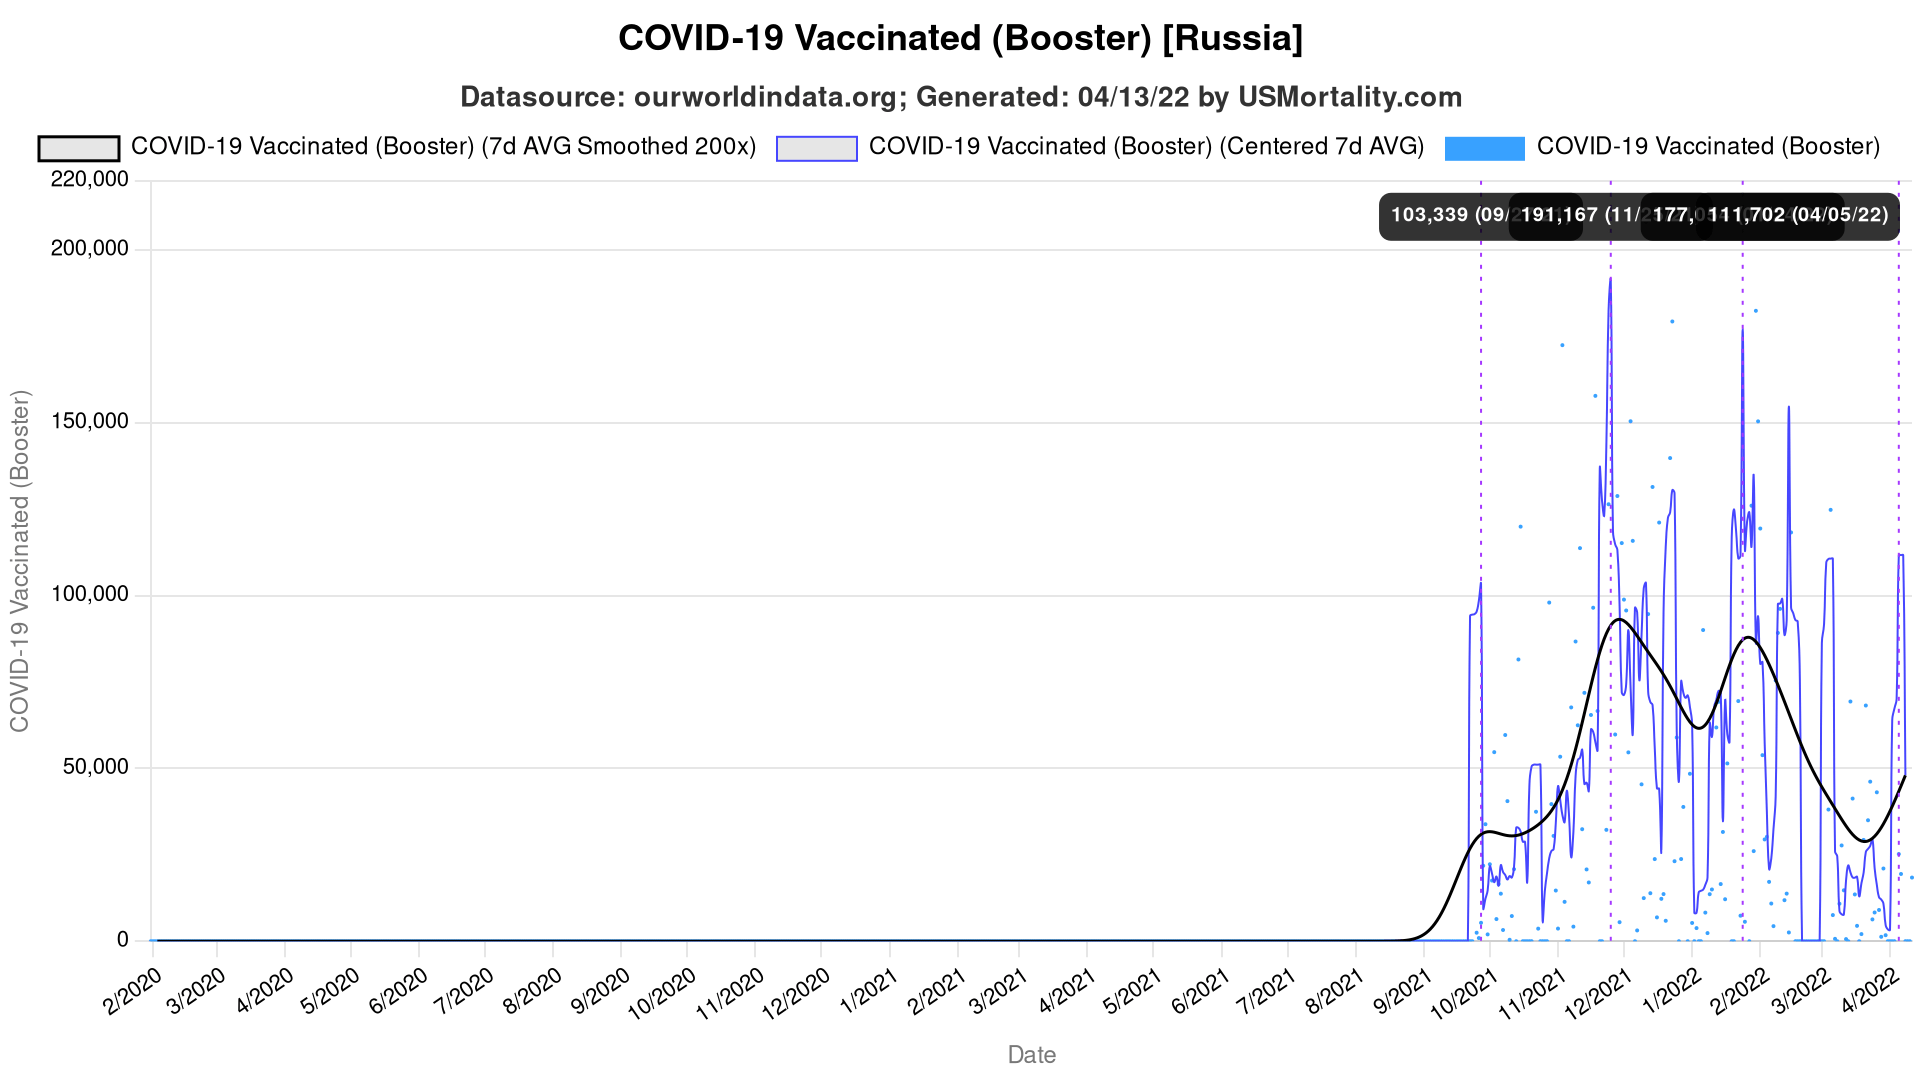 COVID-19 Vaccinated (Booster) [Russia]
Datasource: ourworldindata.org; Generated: 04/13/22 by USMortality.com
COVID-19 Vaccinated (Booster) (7d AVG Smoothed 200x) COVID-19 Vaccinated (Booster) (Centered 7d AVG) COVID-19 Vaccinated (Booster)
220,000
103,339 (09/ 191,167 (11/ 177, 111,702 (04/05/22)
200,000
150,000
100,000
50,000
0
COVID-19 Vaccinated (Booster)
2/2020 3/2020 4/2020 5/2020 6/2020 7/2020 8/2020 9/2020 10/2020 11/2020 12/2020 1/2021 2/2021 3/2021 4/2021 5/2021 6/2021 7/2021 8/2021 9/2021 10/2021 11/2021 12/2021 1/2022 2/2022 3/2022 4/2022
Date